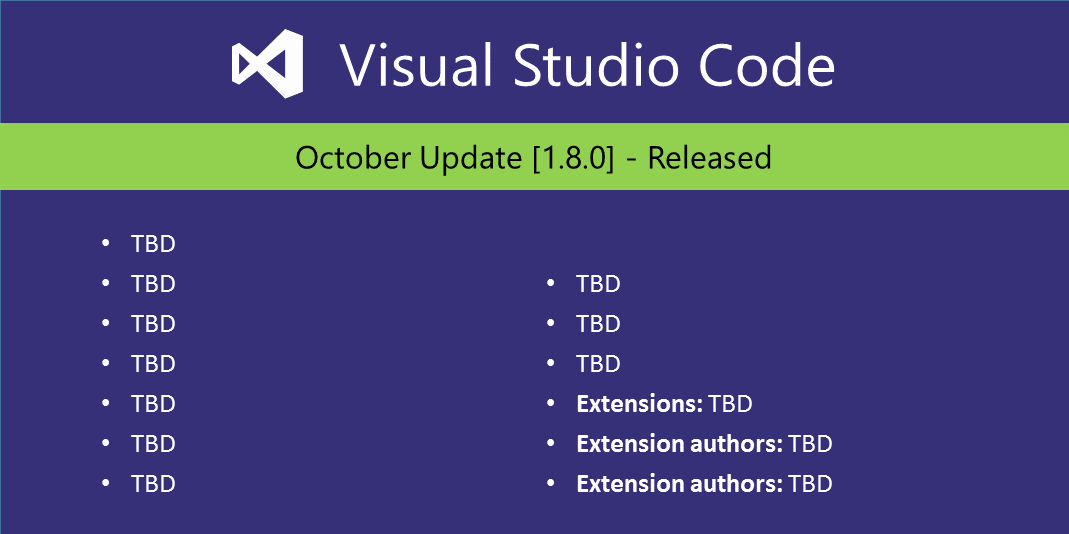 Visual Studio Code
October Update [1.8.0] - Released
• TBD
• TBD
• TBD
• TBD
• TBD
• TBD
• TBD
• TBD
• TBD
• TBD
• Extensions: TBD
• Extension authors: TBD
• Extension authors: TBD